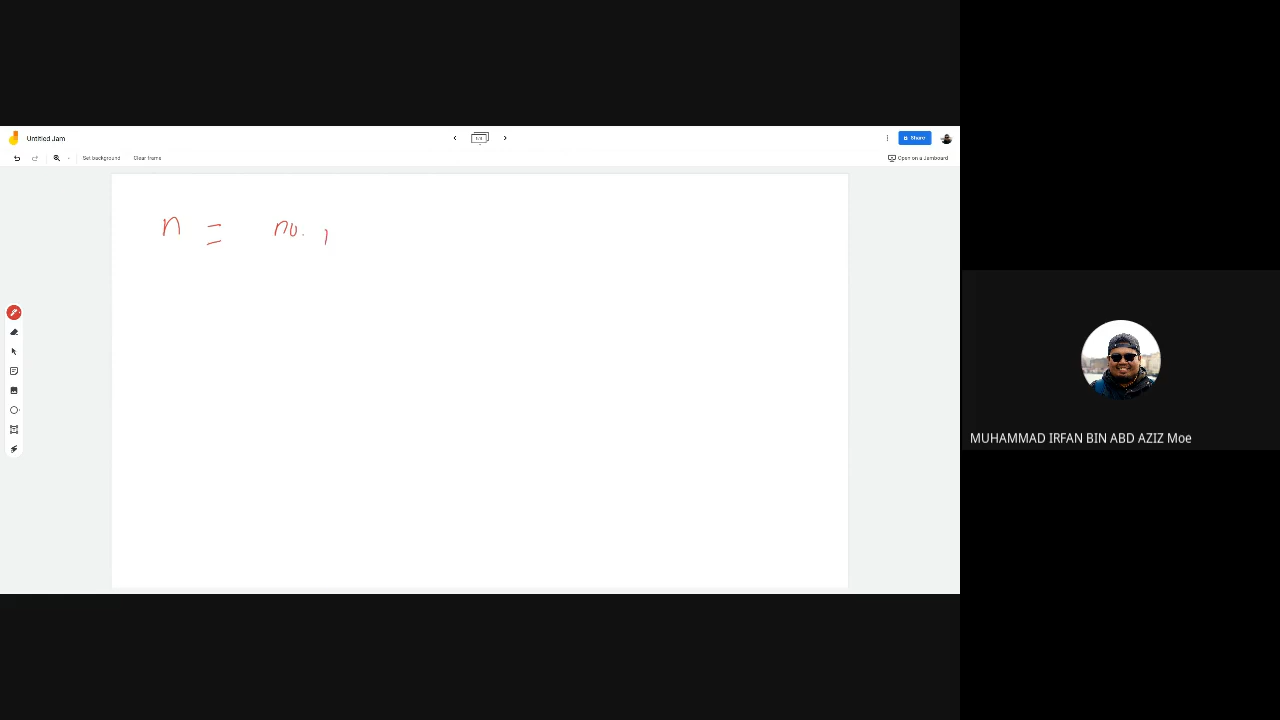 Untitled Jam
Share
Set background
Clear frame
Open on a Jamboard
n = no.
MUHAMMAD IRFAN BIN ABD AZIZ Moe